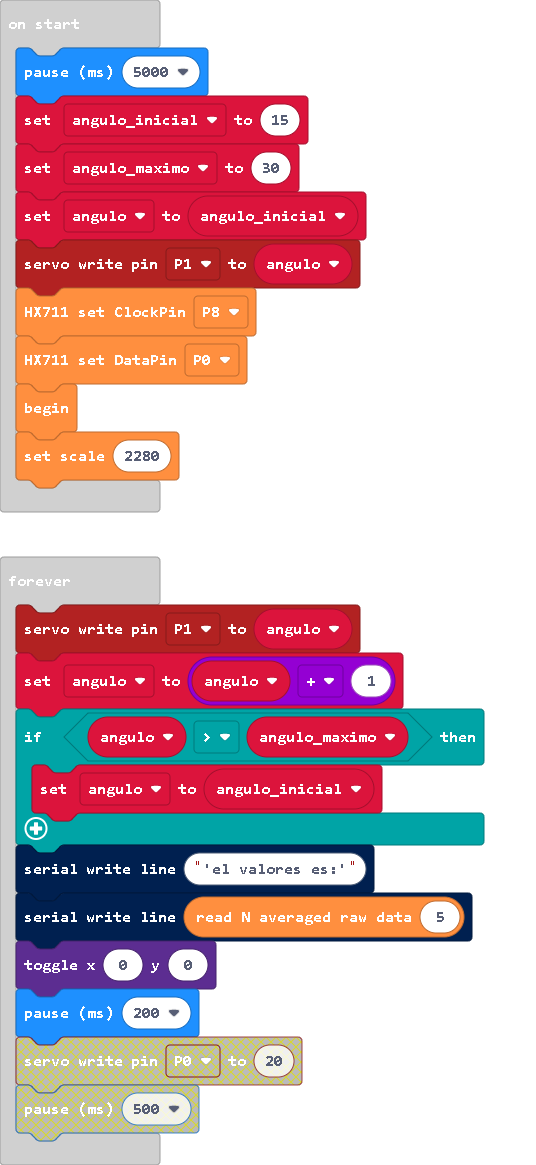 on start
pause (ms) 5000
set angulo_inicial to 15
set angulo_maximo to 30
set angulo to angulo_inicial
servo write pin P1 to angulo
HX711 set ClockPin P8
HX711 set DataPin P0
begin
set scale 2280
forever
servo write pin P1 to angulo
set angulo to angulo + 1
if angulo > angulo_maximo then
set angulo to angulo_inicial
serial write line "'el valores es:'"
serial write line read N averaged raw data 5
toggle x 0 y 0
pause (ms) 200
servo write pin P0 to 20
pause (ms) 500